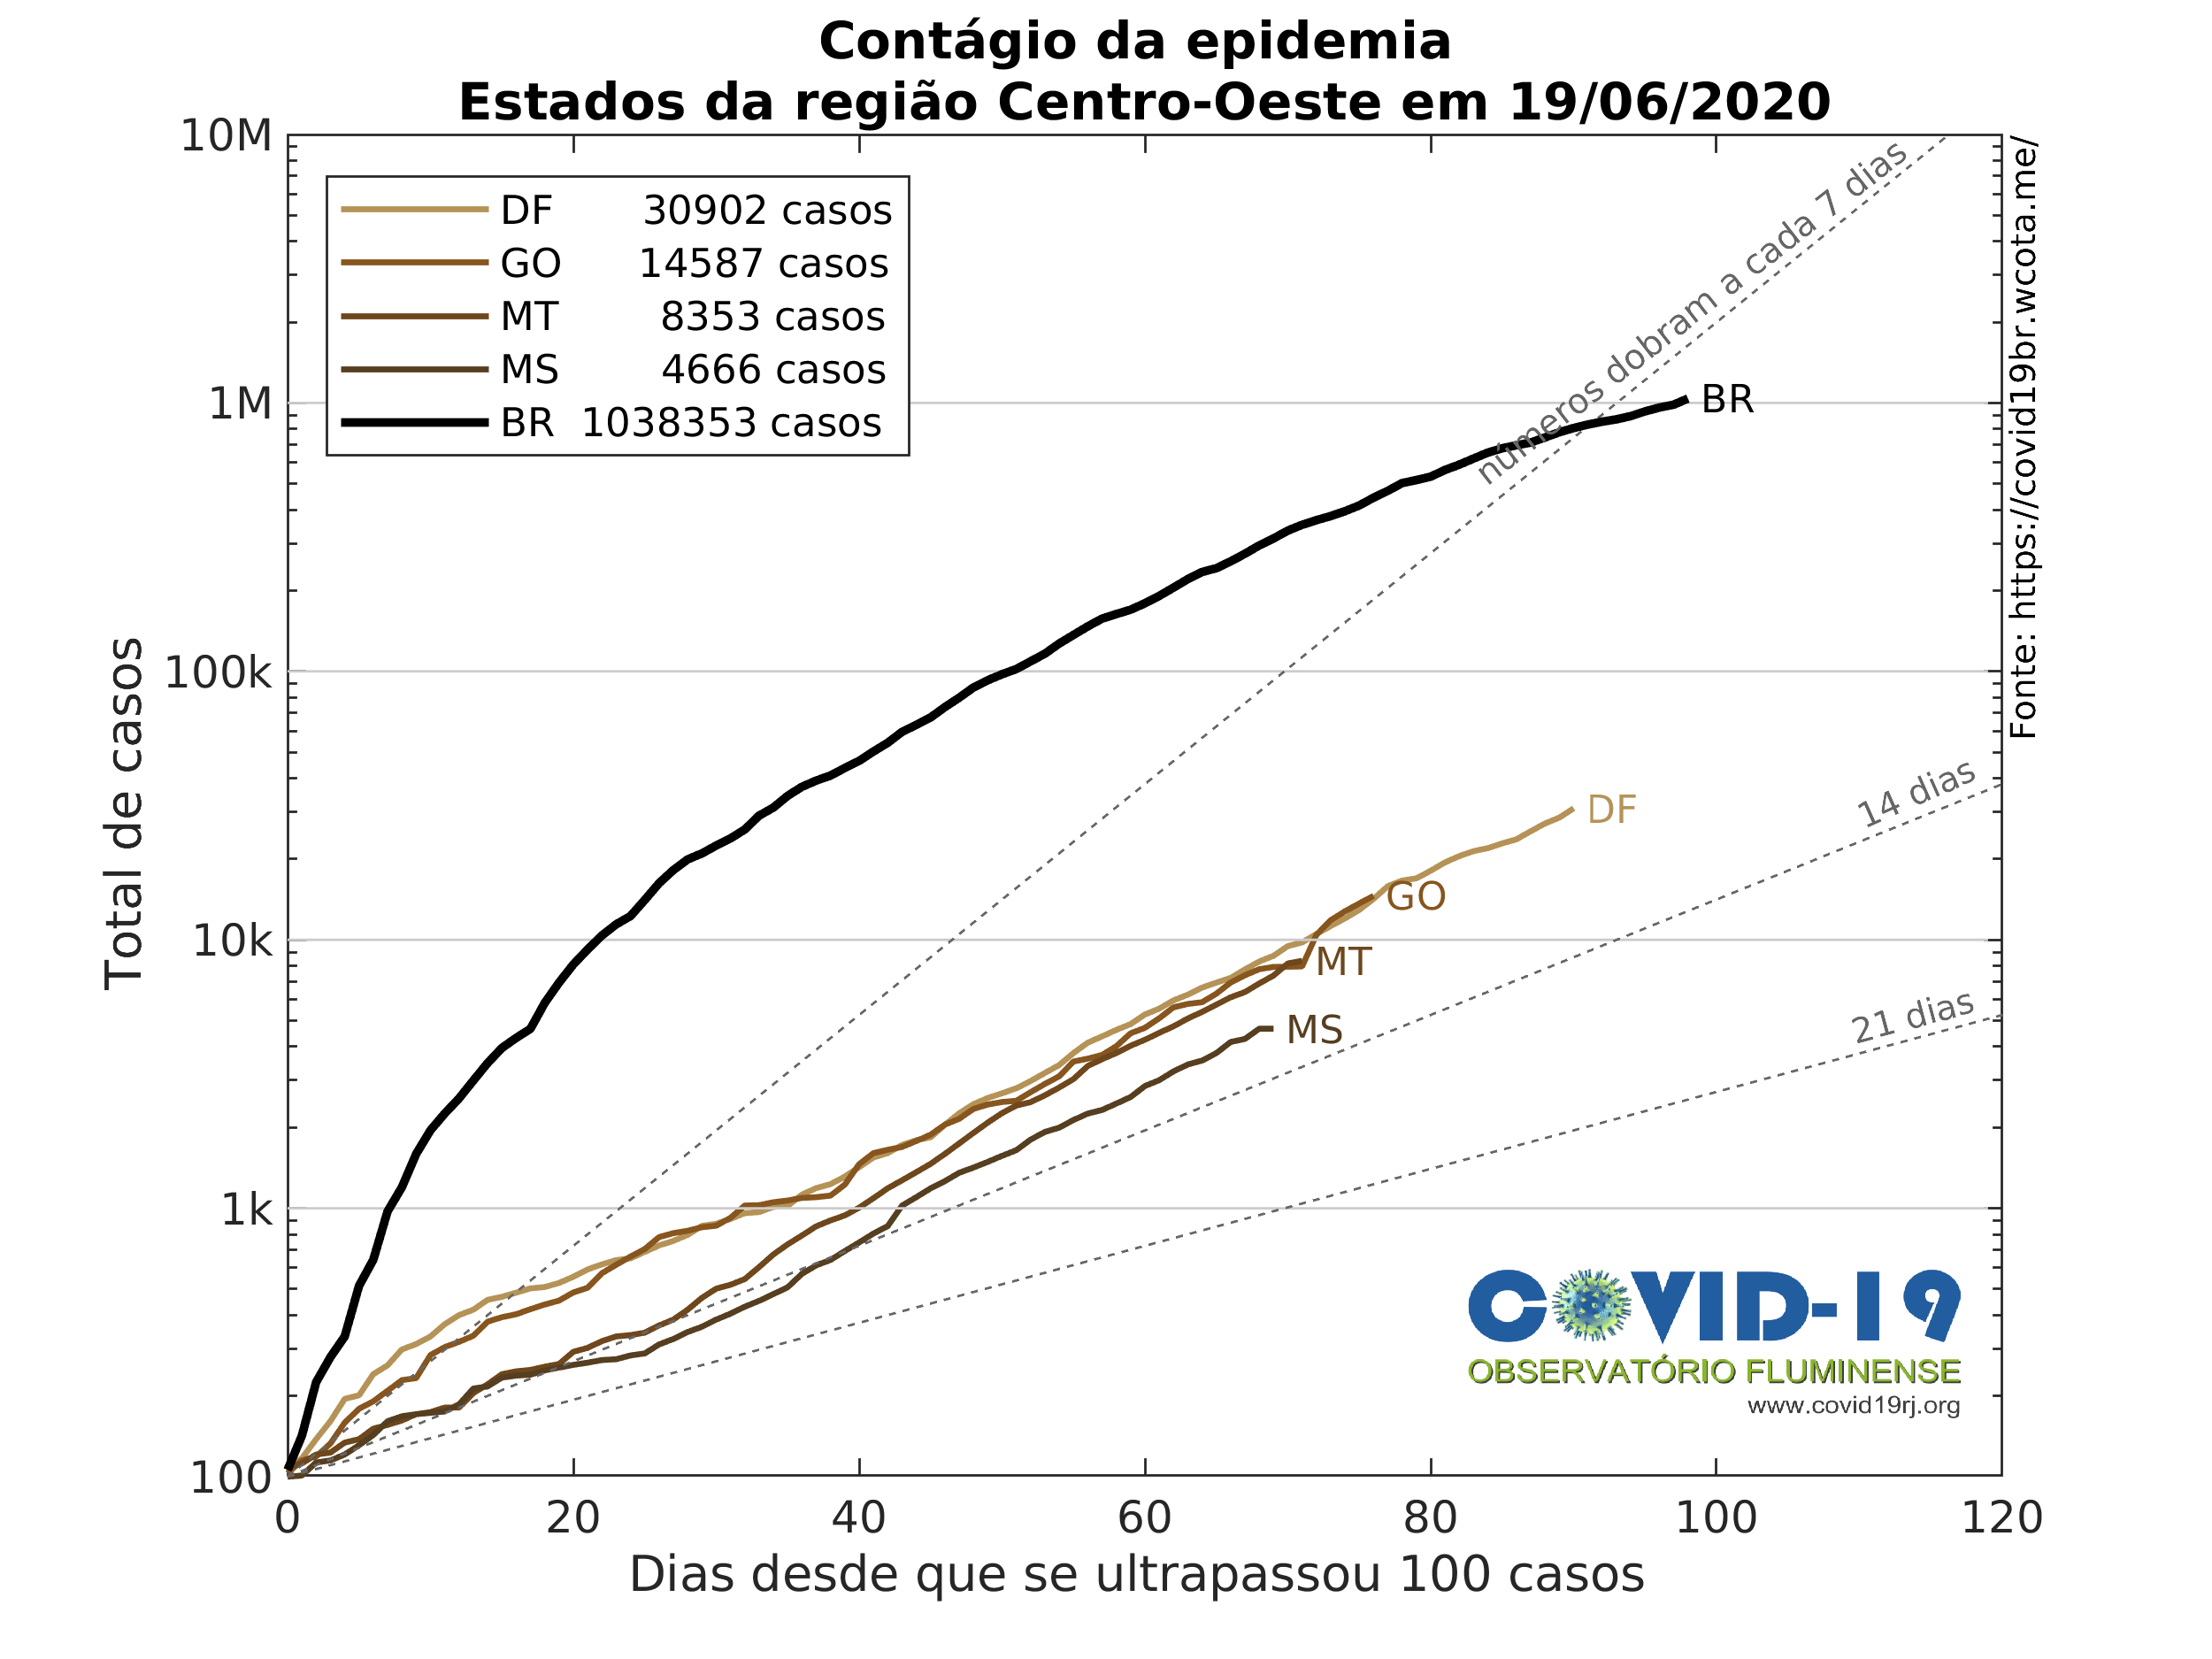 Contágio da epidemia
Estados da região Centro-Oeste em 19/06/2020
10M
1M
100k
10k
1k
100
Total de casos
DF 30902 casos
GO 14587 casos
MT 8353 casos
MS 4666 casos
BR 1038353 casos
números dobram a cada 7 dias
BR
DF
14 dias
GO
MT
21 dias
MS
Fonte: https://covid19br.wcota.me/
COVID-19
OBSERVATÓRIO FLUMINENSE
www.covid19rj.org
0 20 40 60 80 100 120
Dias desde que se ultrapassou 100 casos